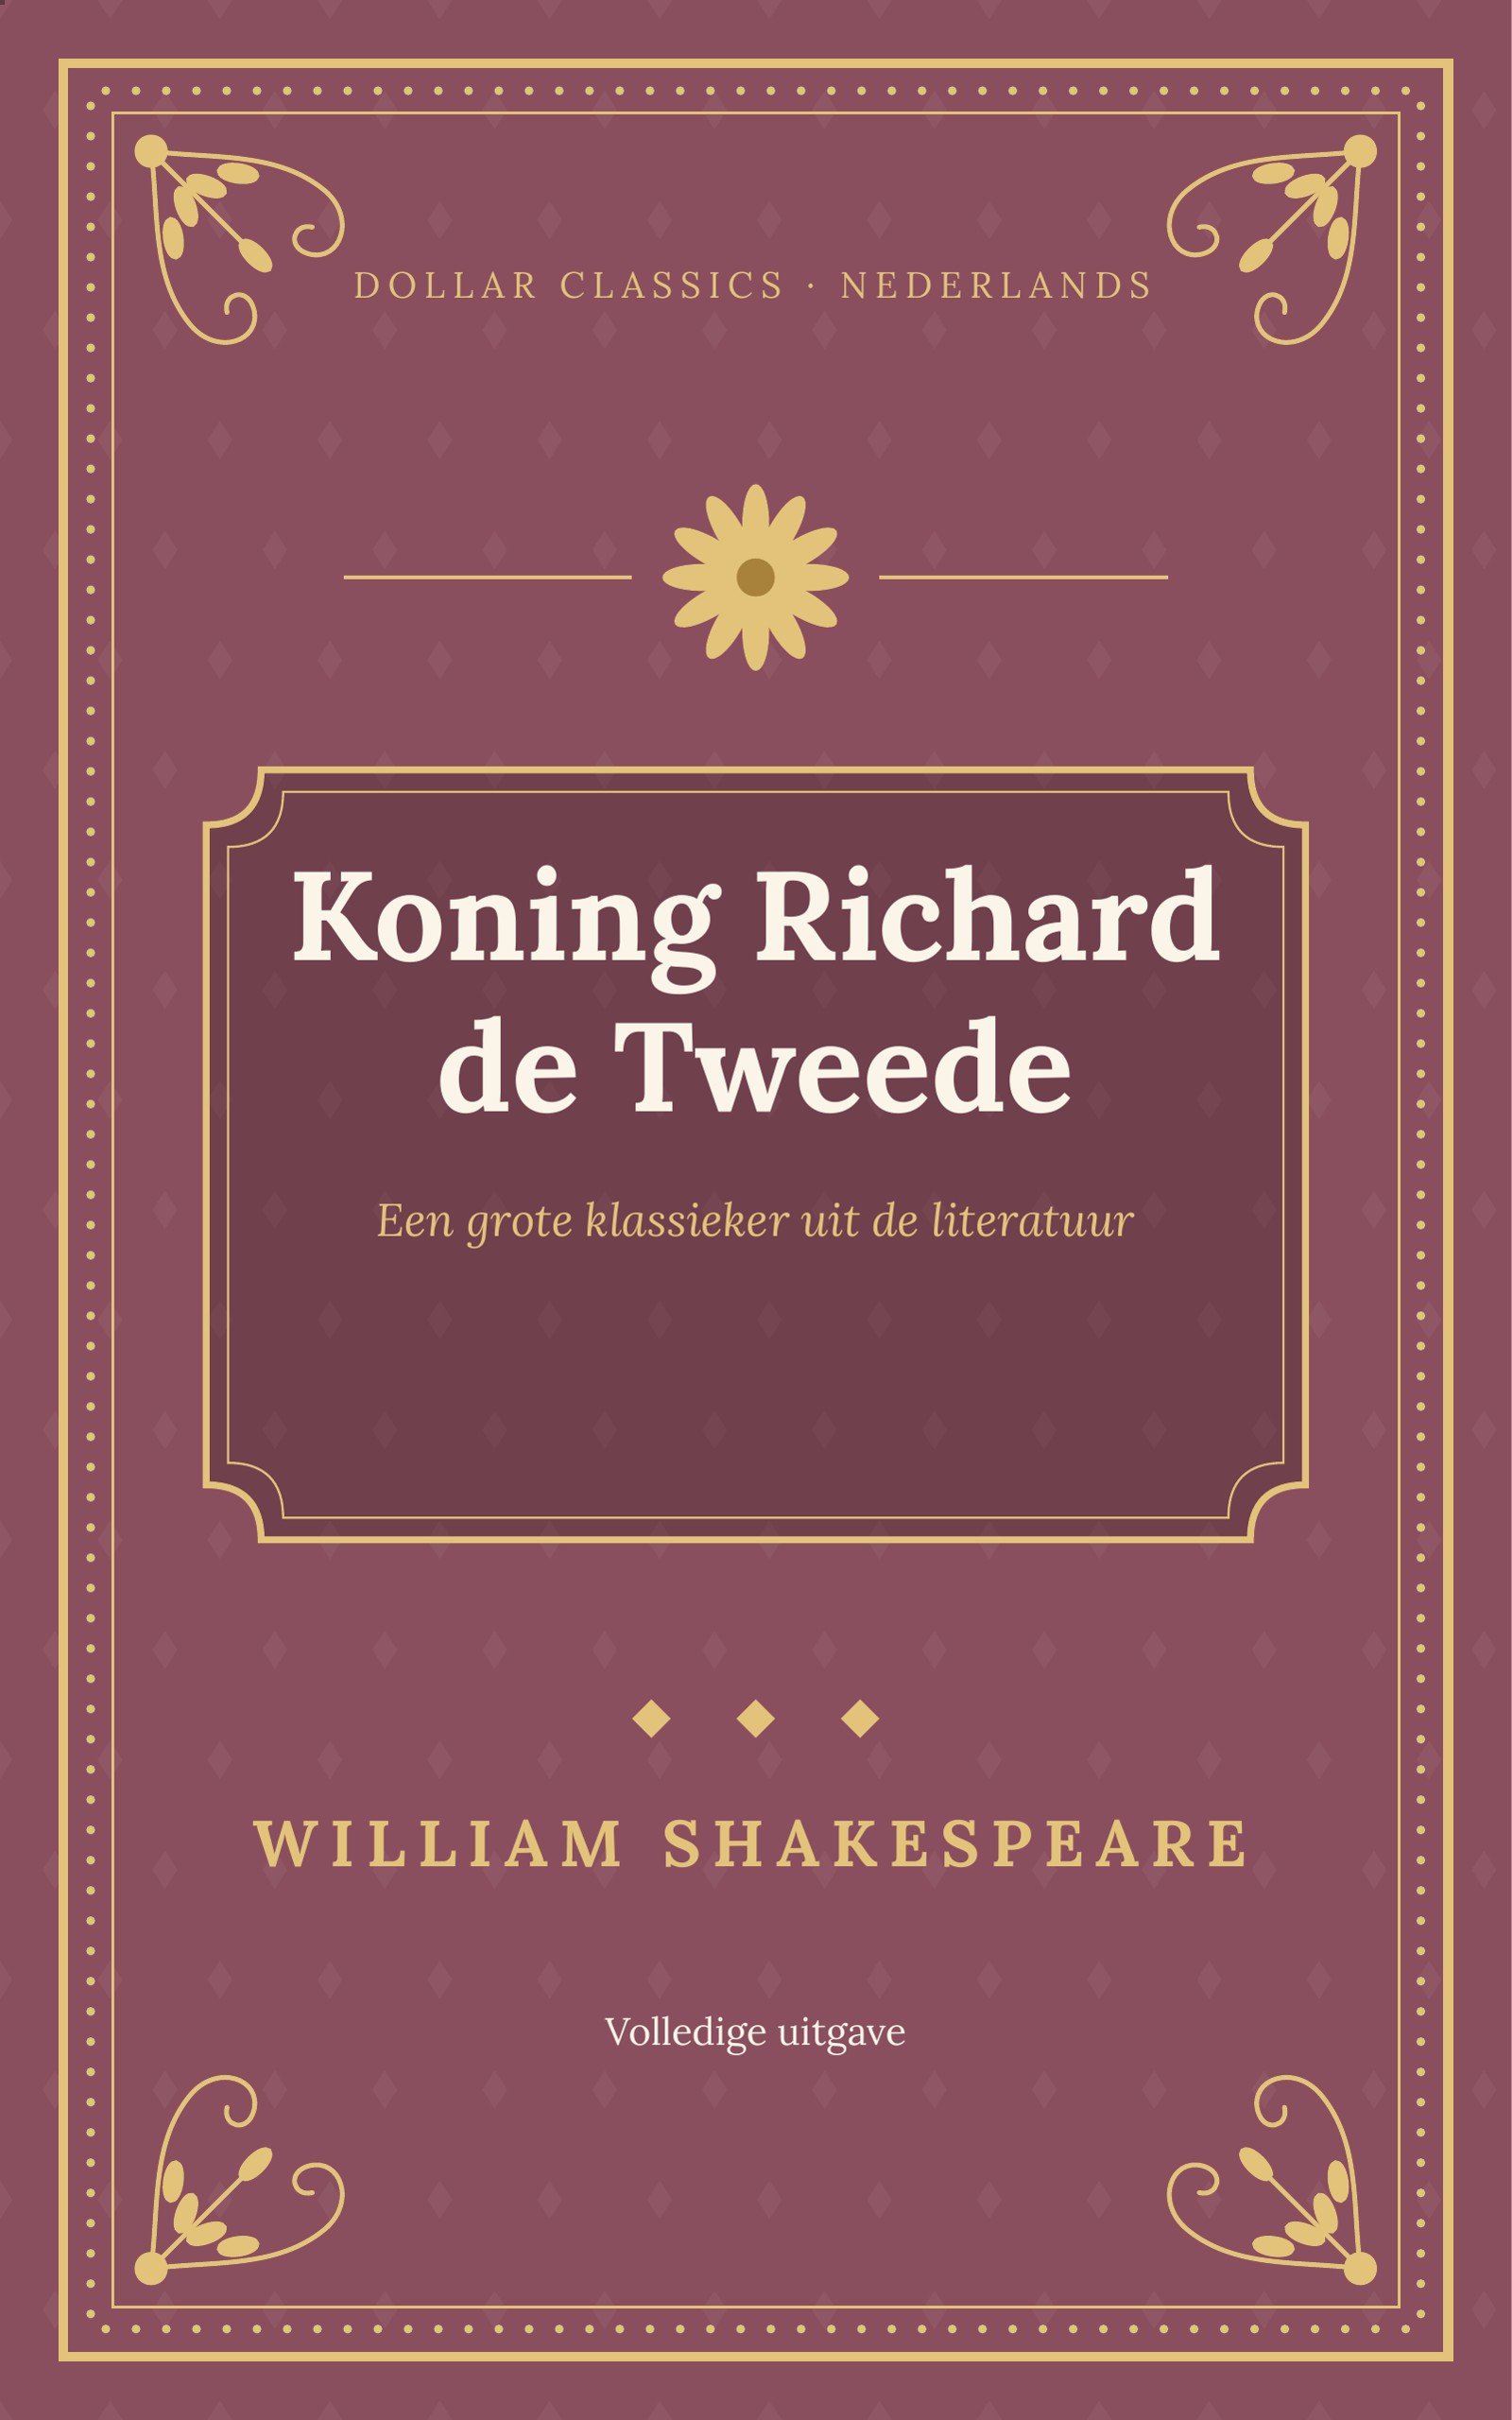 DOLLAR CLASSICS · NEDERLANDS
Koning Richard
de Tweede
Een grote klassieker uit de literatuur
WILLIAM SHAKESPEARE
Volledige uitgave